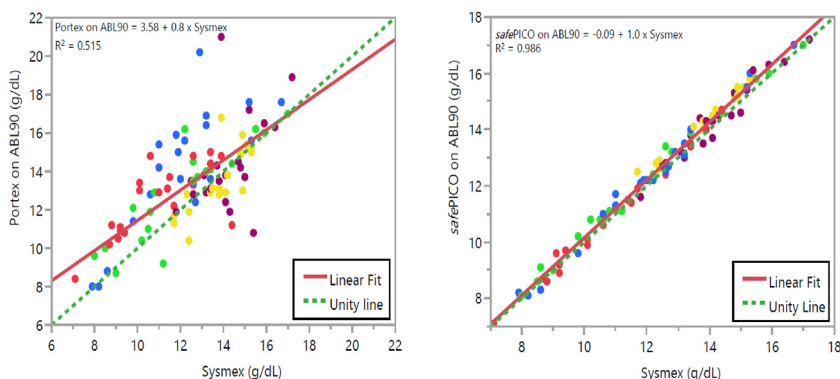 Portex on ABL90 = 3.58 + 0.8 x Sysmex
R² = 0.515
Portex on ABL90 (g/dL)
22
20
18
16
14
12
10
8
6
Linear Fit
Unity line
6 8 10 12 14 16 18 20 22
Sysmex (g/dL)
safePICO on ABL90 = -0.09 + 1.0 x Sysmex
R² = 0.986
safePICO on ABL90 (g/dL)
18
16
14
12
10
8
Linear Fit
Unity Line
8 10 12 14 16 18
Sysmex (g/dL)